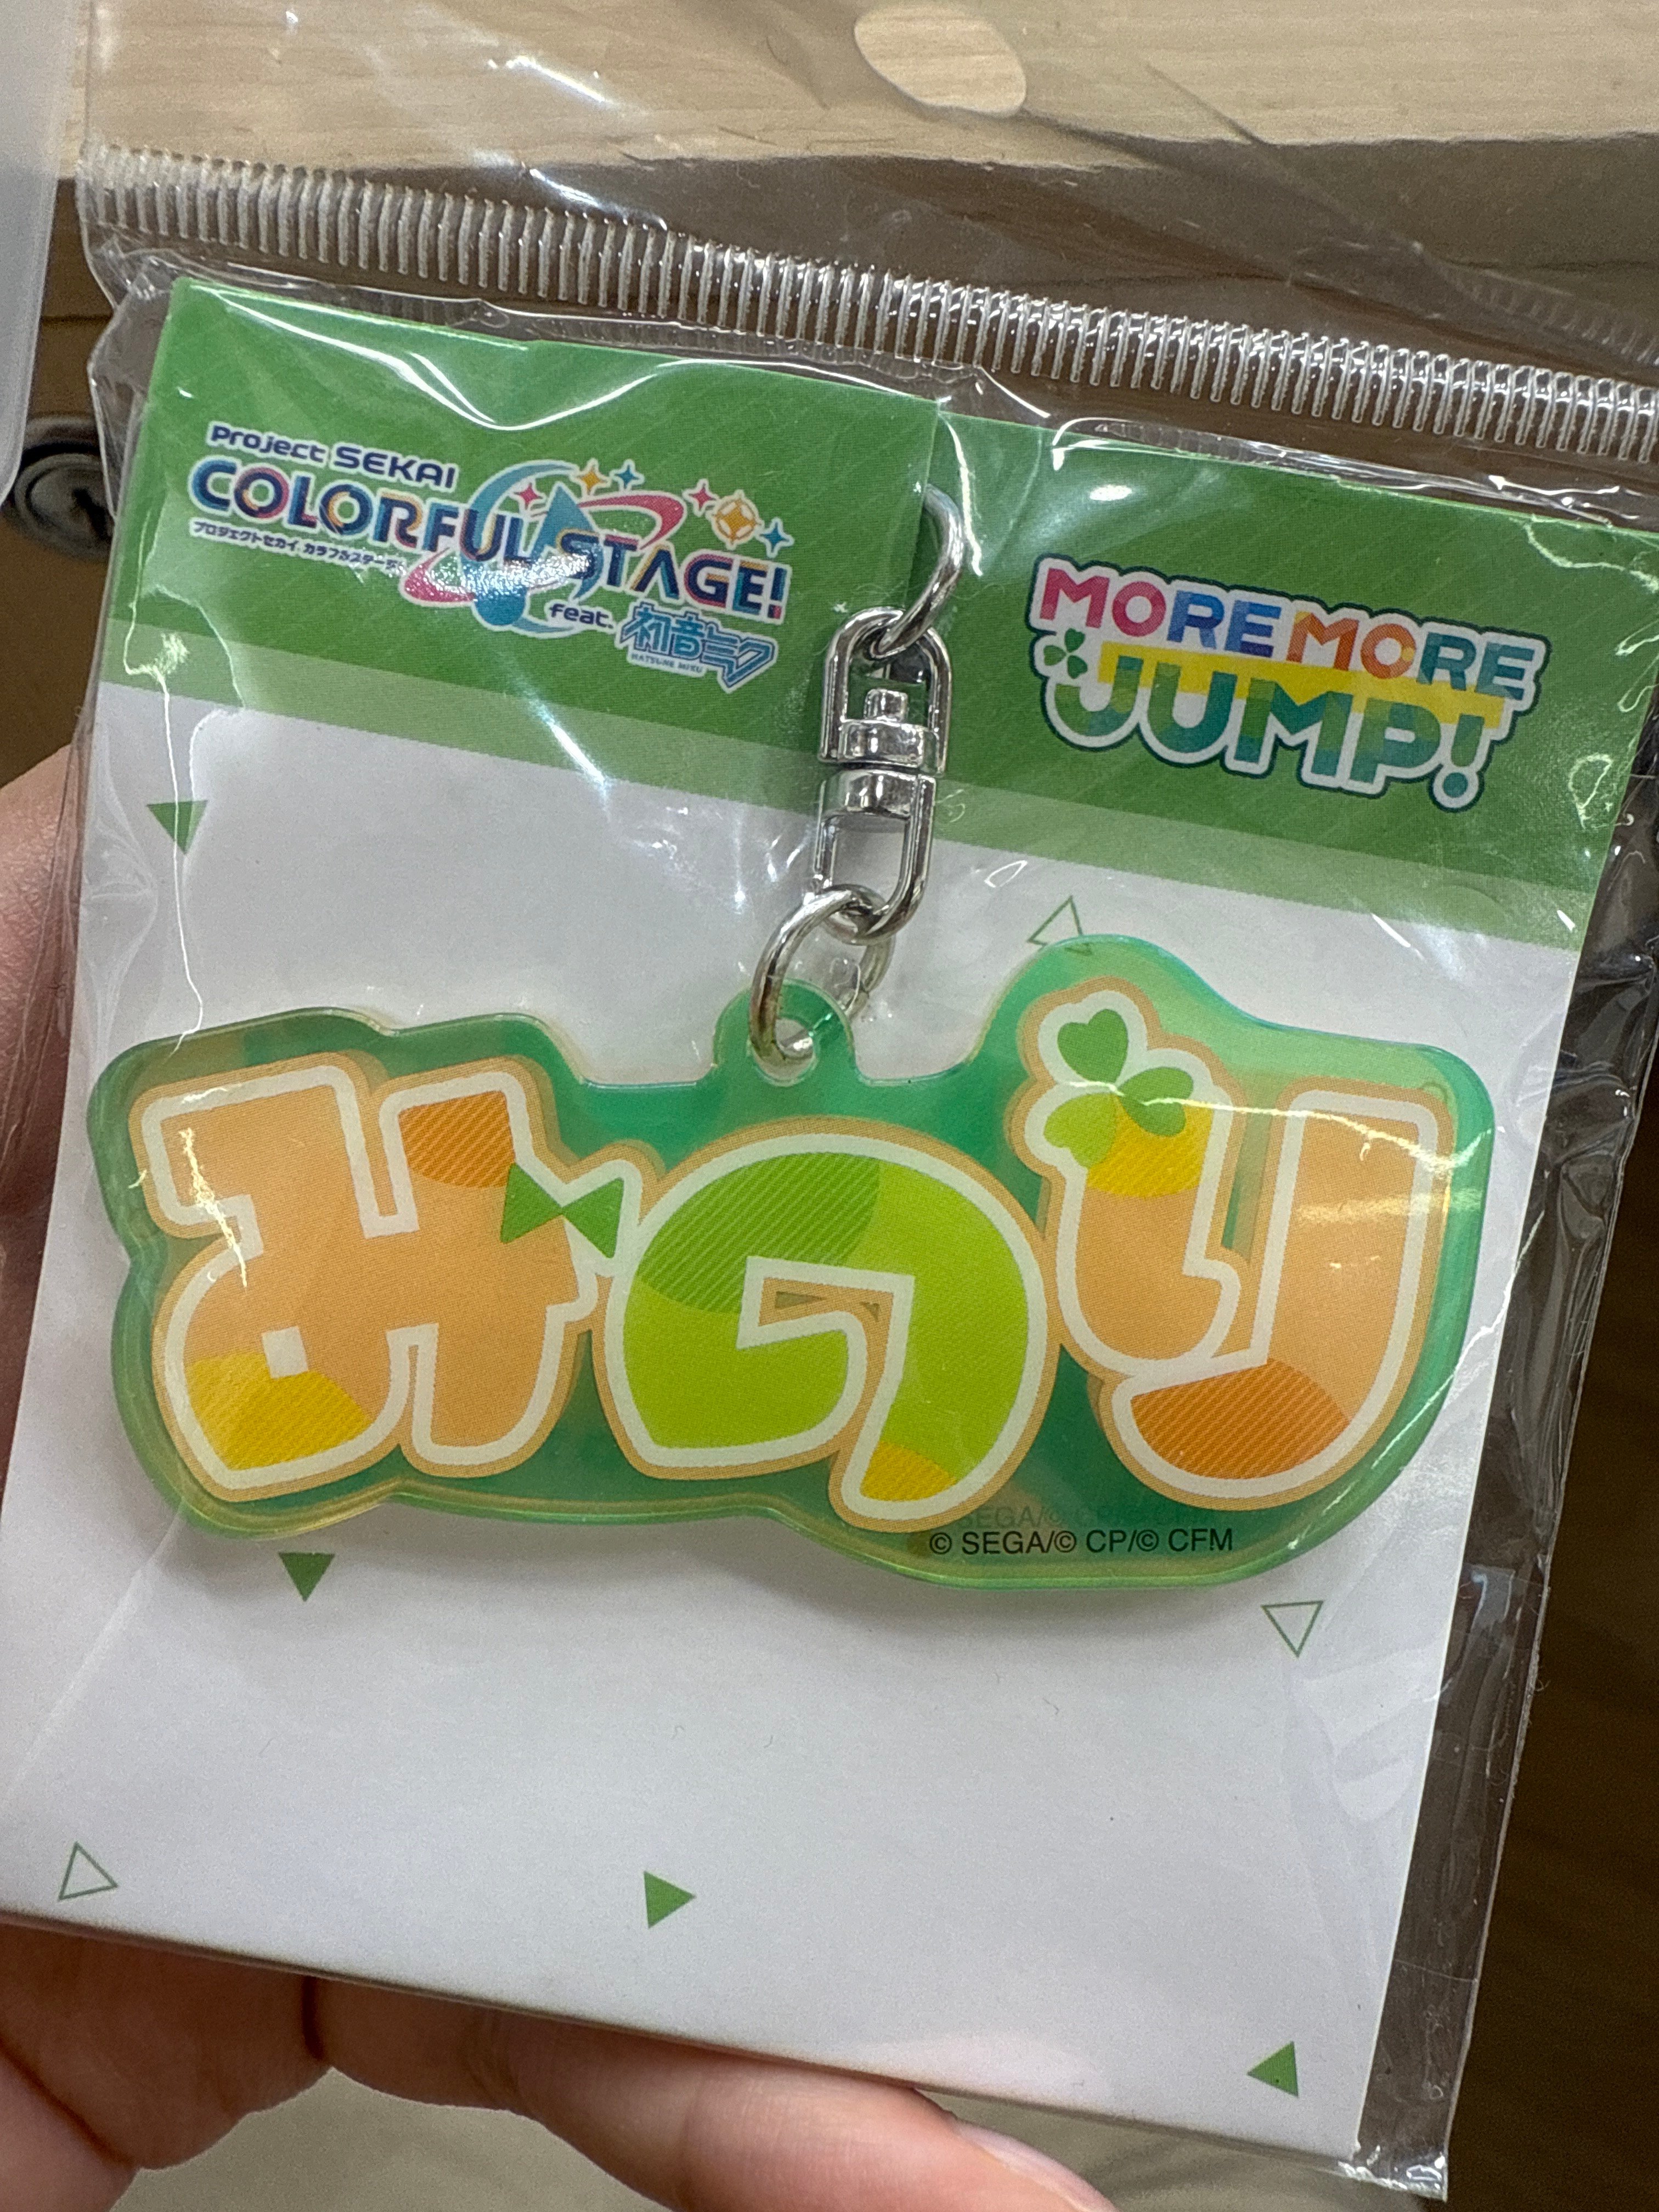 Project SEKAI
COLORFUL STAGE!
プロジェクトセカイ カラフルステージ!
feat. 初音ミク
HATSUNE MIKU
MORE MORE
JUMP!
みのり
© SEGA/© CP/© CFM